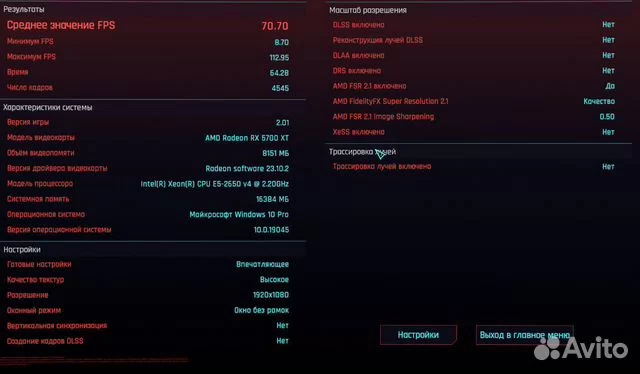 Результаты
Среднее значение FPS 70.70
Минимум FPS 8.70
Максимум FPS 112.95
Время 64.28
Число кадров 4545
Характеристики системы
Версия игры 2.01
Модель видеокарты AMD Radeon RX 5700 XT
Объём видеопамяти 8151 МБ
Версия драйвера видеокарты Radeon software 23.10.2
Модель процессора Intel(R) Xeon(R) CPU E5-2650 v4 @ 2.20GHz
Системная память 16384 МБ
Операционная система Майкрософт Windows 10 Pro
Версия операционной системы 10.0.19045
Настройки
Готовые настройки Впечатляющее
Качество текстур Высокое
Разрешение 1920x1080
Оконный режим Окно без рамок
Вертикальная синхронизация Нет
Создание кадров DLSS Нет
Масштаб разрешения
DLSS включено Нет
Реконструкция лучей DLSS Нет
DLAA включено Нет
DRS включено Нет
AMD FSR 2.1 включено Да
AMD FidelityFX Super Resolution 2.1 Качество
AMD FSR 2.1 Image Sharpening 0.50
XeSS включено Нет
Трассировка лучей
Трассировка лучей включено Нет
Настройки
Выход в главное меню
Avito